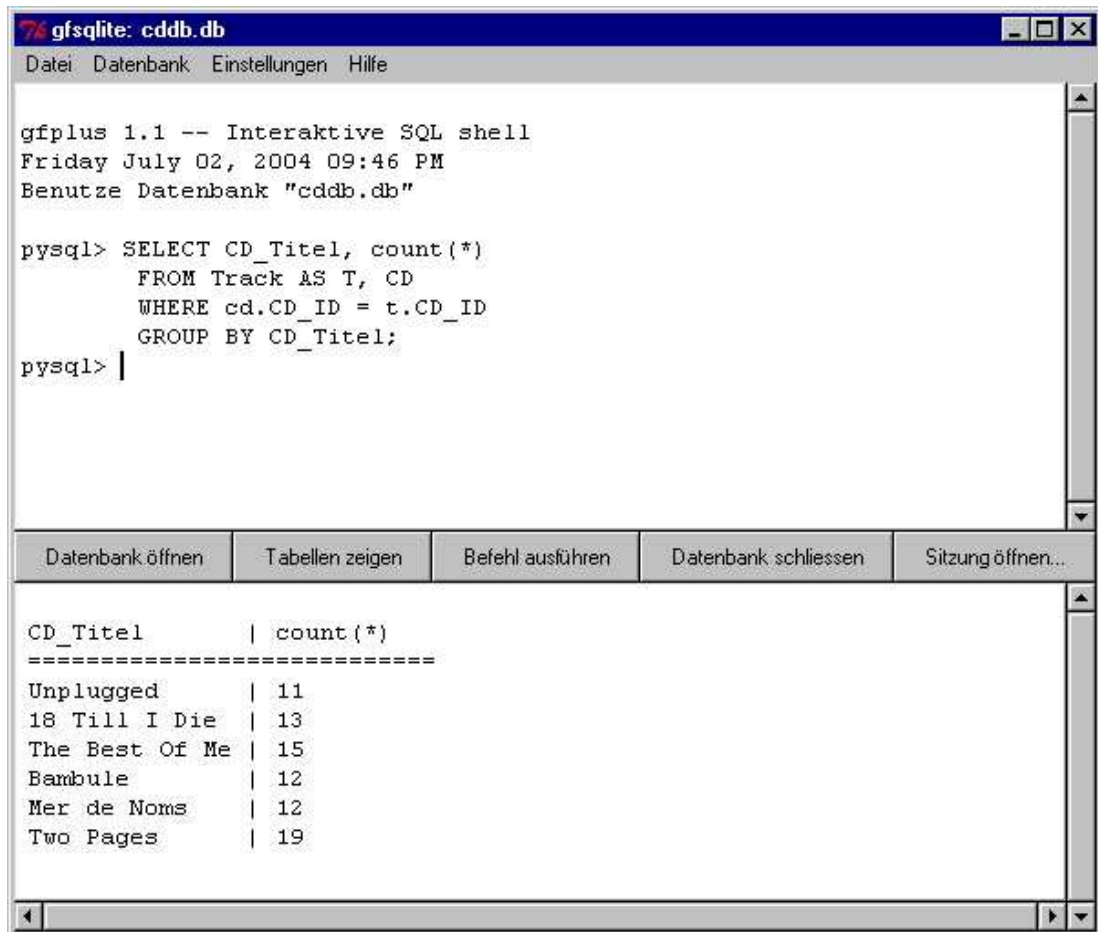 gfsqlite: cddb.db
Datei Datenbank Einstellungen Hilfe
gfplus 1.1 -- Interaktive SQL shell
Friday July 02, 2004 09:46 PM
Benutze Datenbank "cddb.db"
pysql> SELECT CD_Titel, count(*)
FROM Track AS T, CD
WHERE cd.CD_ID = t.CD_ID
GROUP BY CD_Titel;
pysql>
Datenbank öffnen Tabellen zeigen Befehl ausführen Datenbank schliessen Sitzung öffnen...
CD_Titel | count(*)
============================
Unplugged | 11
18 Till I Die | 13
The Best Of Me | 15
Bambule | 12
Mer de Noms | 12
Two Pages | 19